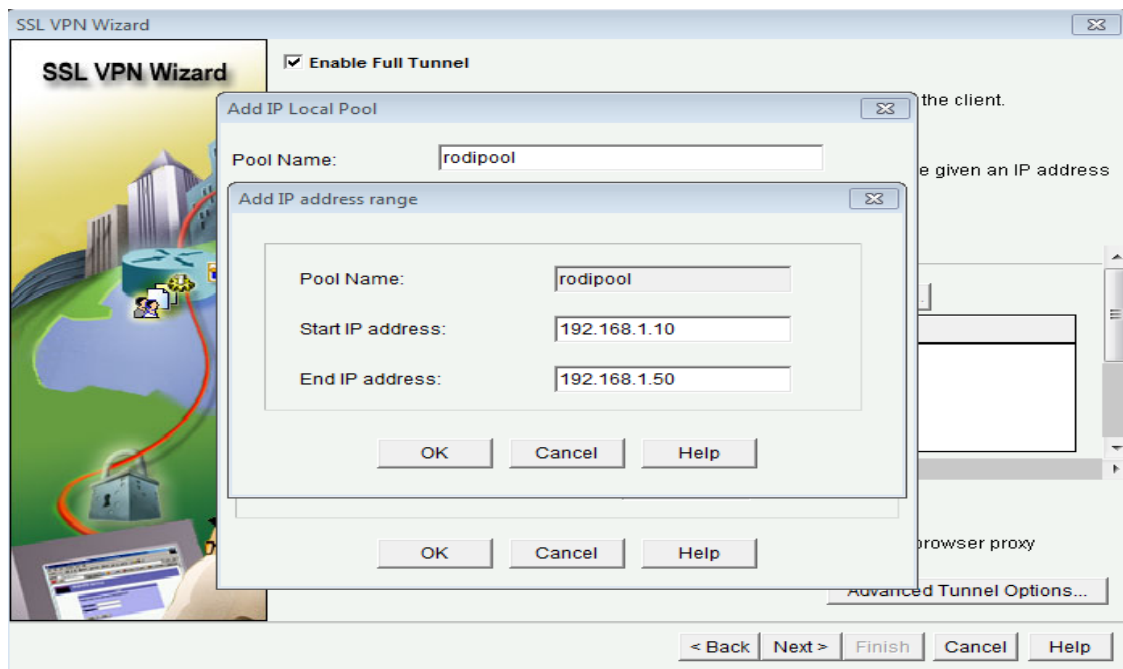 SSL VPN Wizard
SSL VPN Wizard
Enable Full Tunnel
the client.
Add IP Local Pool
Pool Name: rodipool
given an IP address
Add IP address range
Pool Name: rodipool
Start IP address: 192.168.1.10
End IP address: 192.168.1.50
OK Cancel Help
OK Cancel Help
browser proxy
Advanced Tunnel Options...
< Back Next > Finish Cancel Help